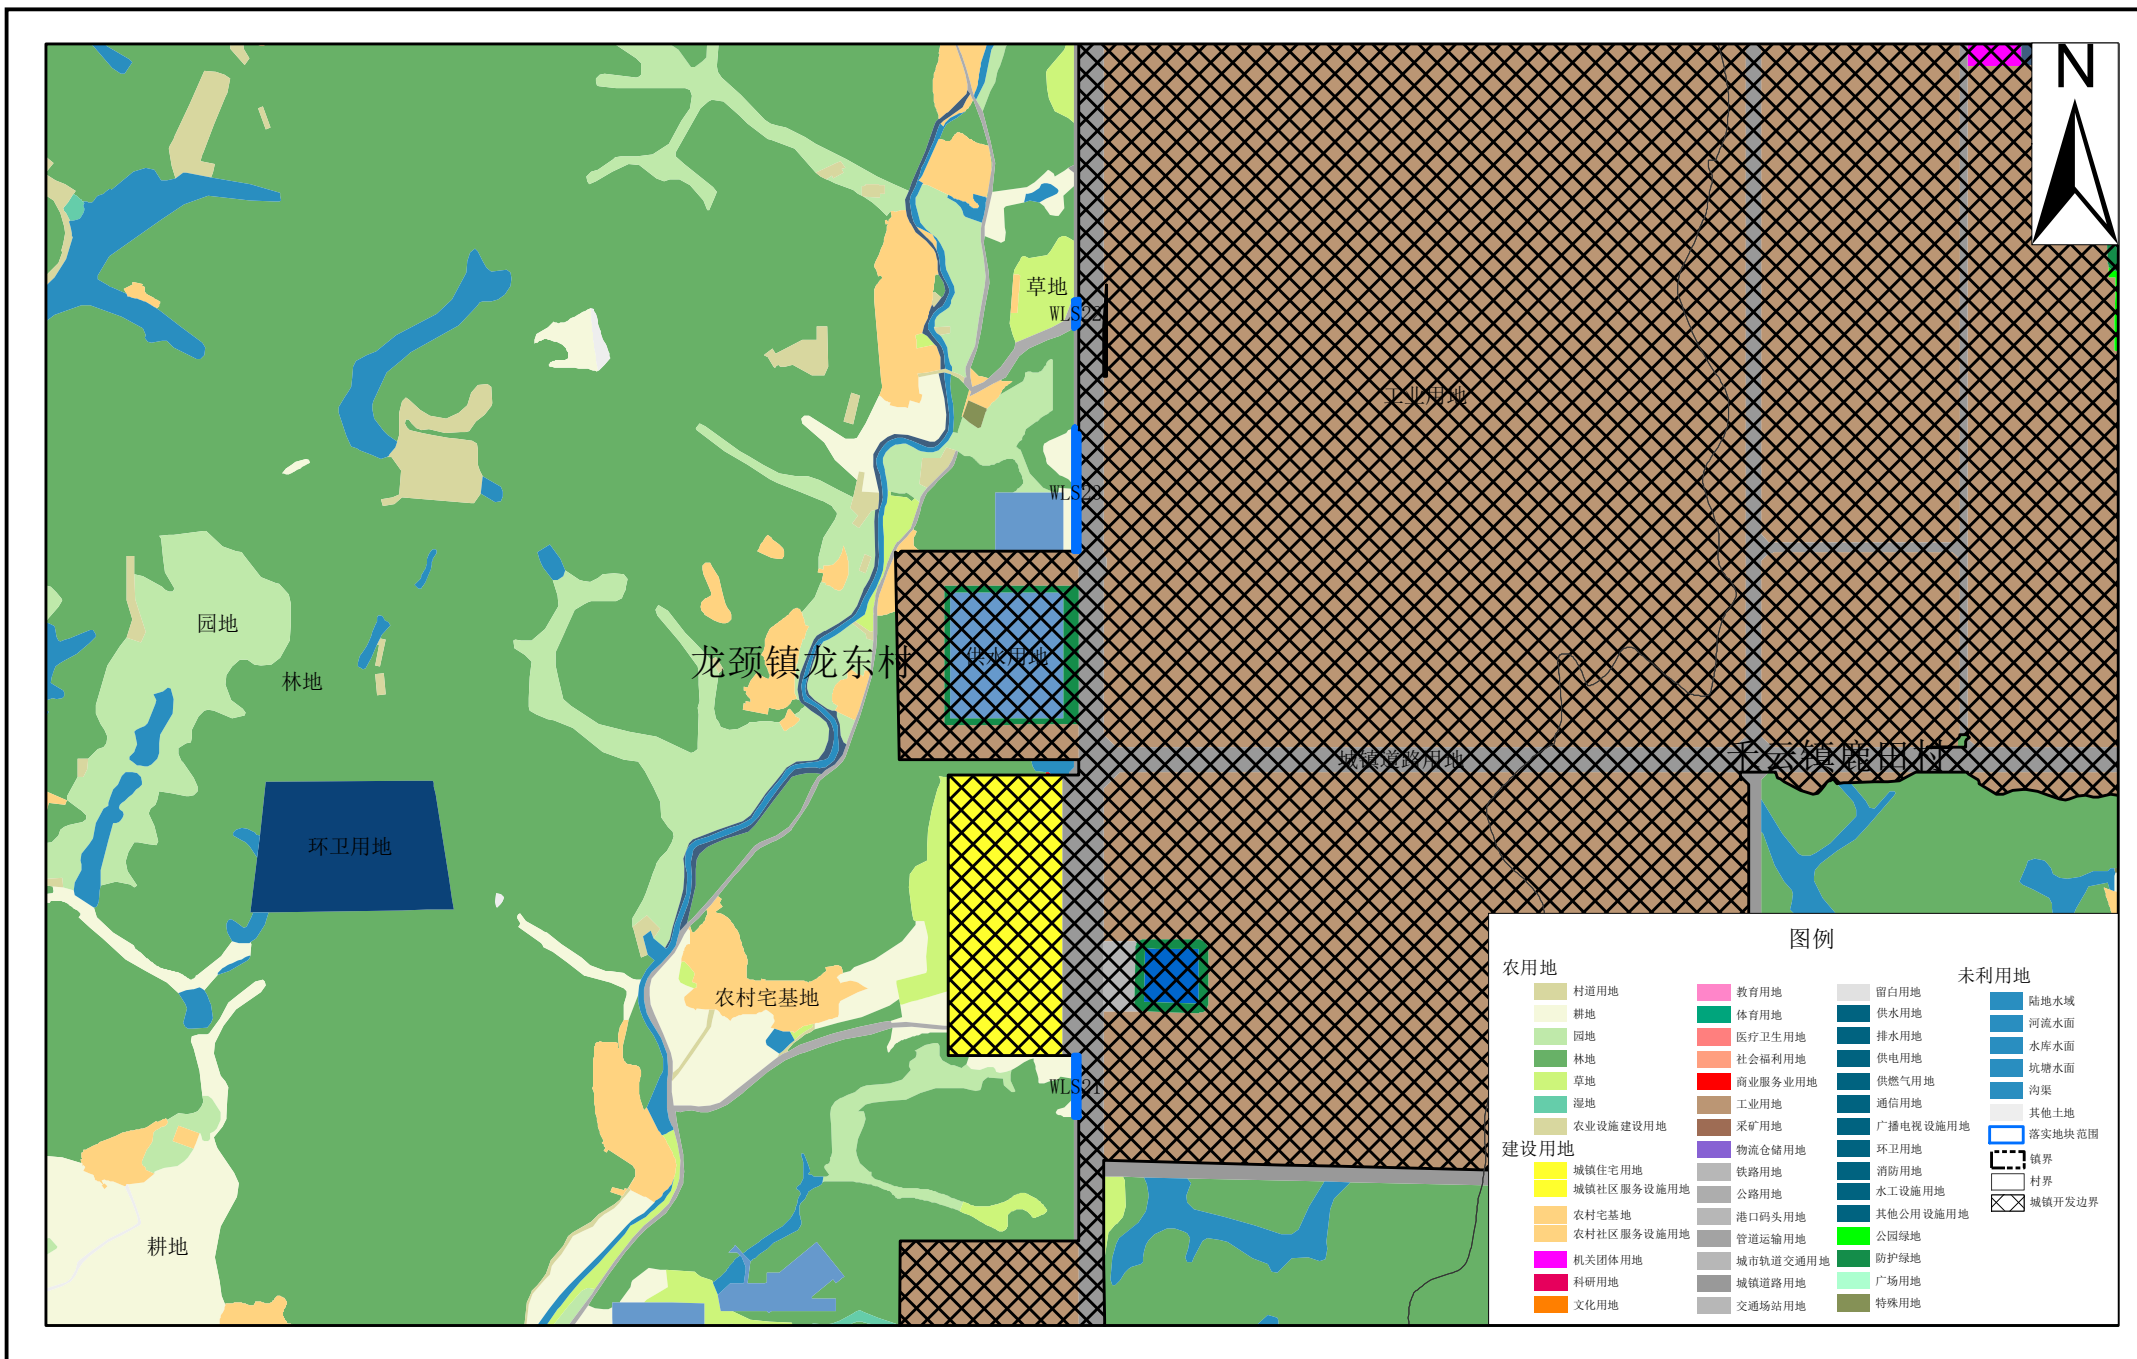 N
草地
WLS22
工业用地
WLS23
园地
林地
龙颈镇龙东村
供水用地
城镇道路用地
禾云镇鹿田村
环卫用地
农村宅基地
WLS21
耕地
图例
农用地
村道用地
耕地
园地
林地
草地
湿地
农业设施建设用地
建设用地
城镇住宅用地
城镇社区服务设施用地
农村宅基地
农村社区服务设施用地
机关团体用地
科研用地
文化用地
教育用地
体育用地
医疗卫生用地
社会福利用地
商业服务业用地
工业用地
采矿用地
物流仓储用地
铁路用地
公路用地
港口码头用地
管道运输用地
城市轨道交通用地
城镇道路用地
交通场站用地
留白用地
供水用地
排水用地
供电用地
供燃气用地
通信用地
广播电视设施用地
环卫用地
消防用地
水工设施用地
其他公用设施用地
公园绿地
防护绿地
广场用地
特殊用地
未利用地
陆地水域
河流水面
水库水面
坑塘水面
沟渠
其他土地
落实地块范围
镇界
村界
城镇开发边界